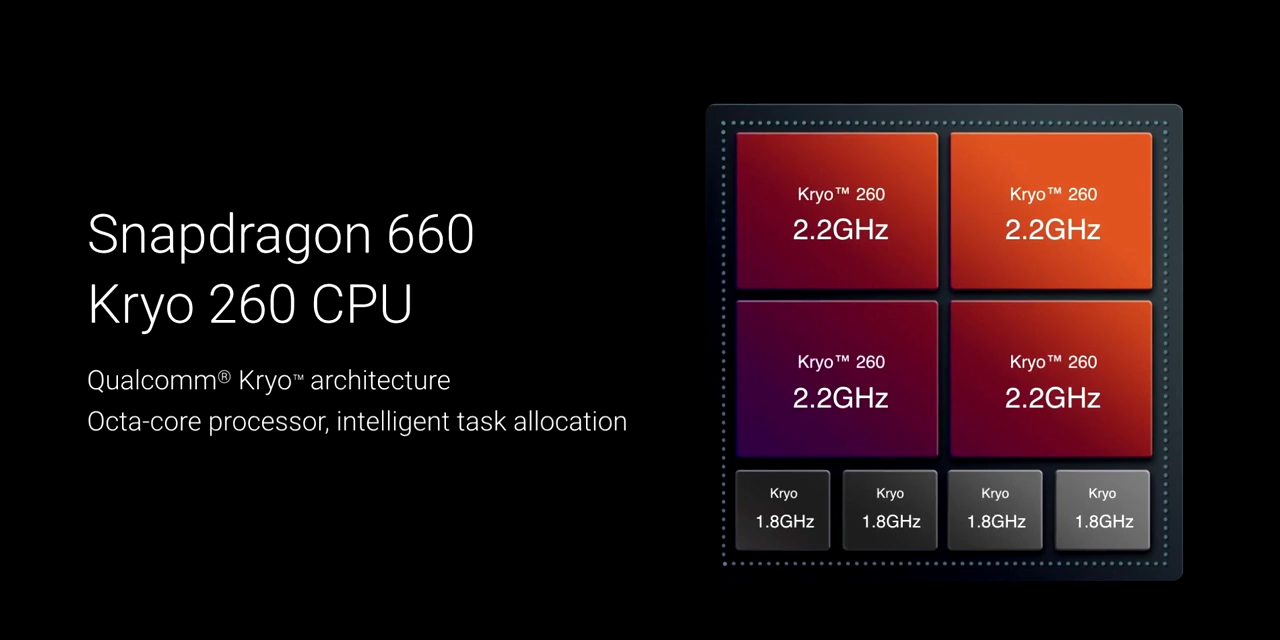 Snapdragon 660
Kryo 260 CPU
Qualcomm® Kryo™ architecture
Octa-core processor, intelligent task allocation
Kryo™ 260
2.2GHz
Kryo™ 260
2.2GHz
Kryo™ 260
2.2GHz
Kryo™ 260
2.2GHz
Kryo
1.8GHz
Kryo
1.8GHz
Kryo
1.8GHz
Kryo
1.8GHz